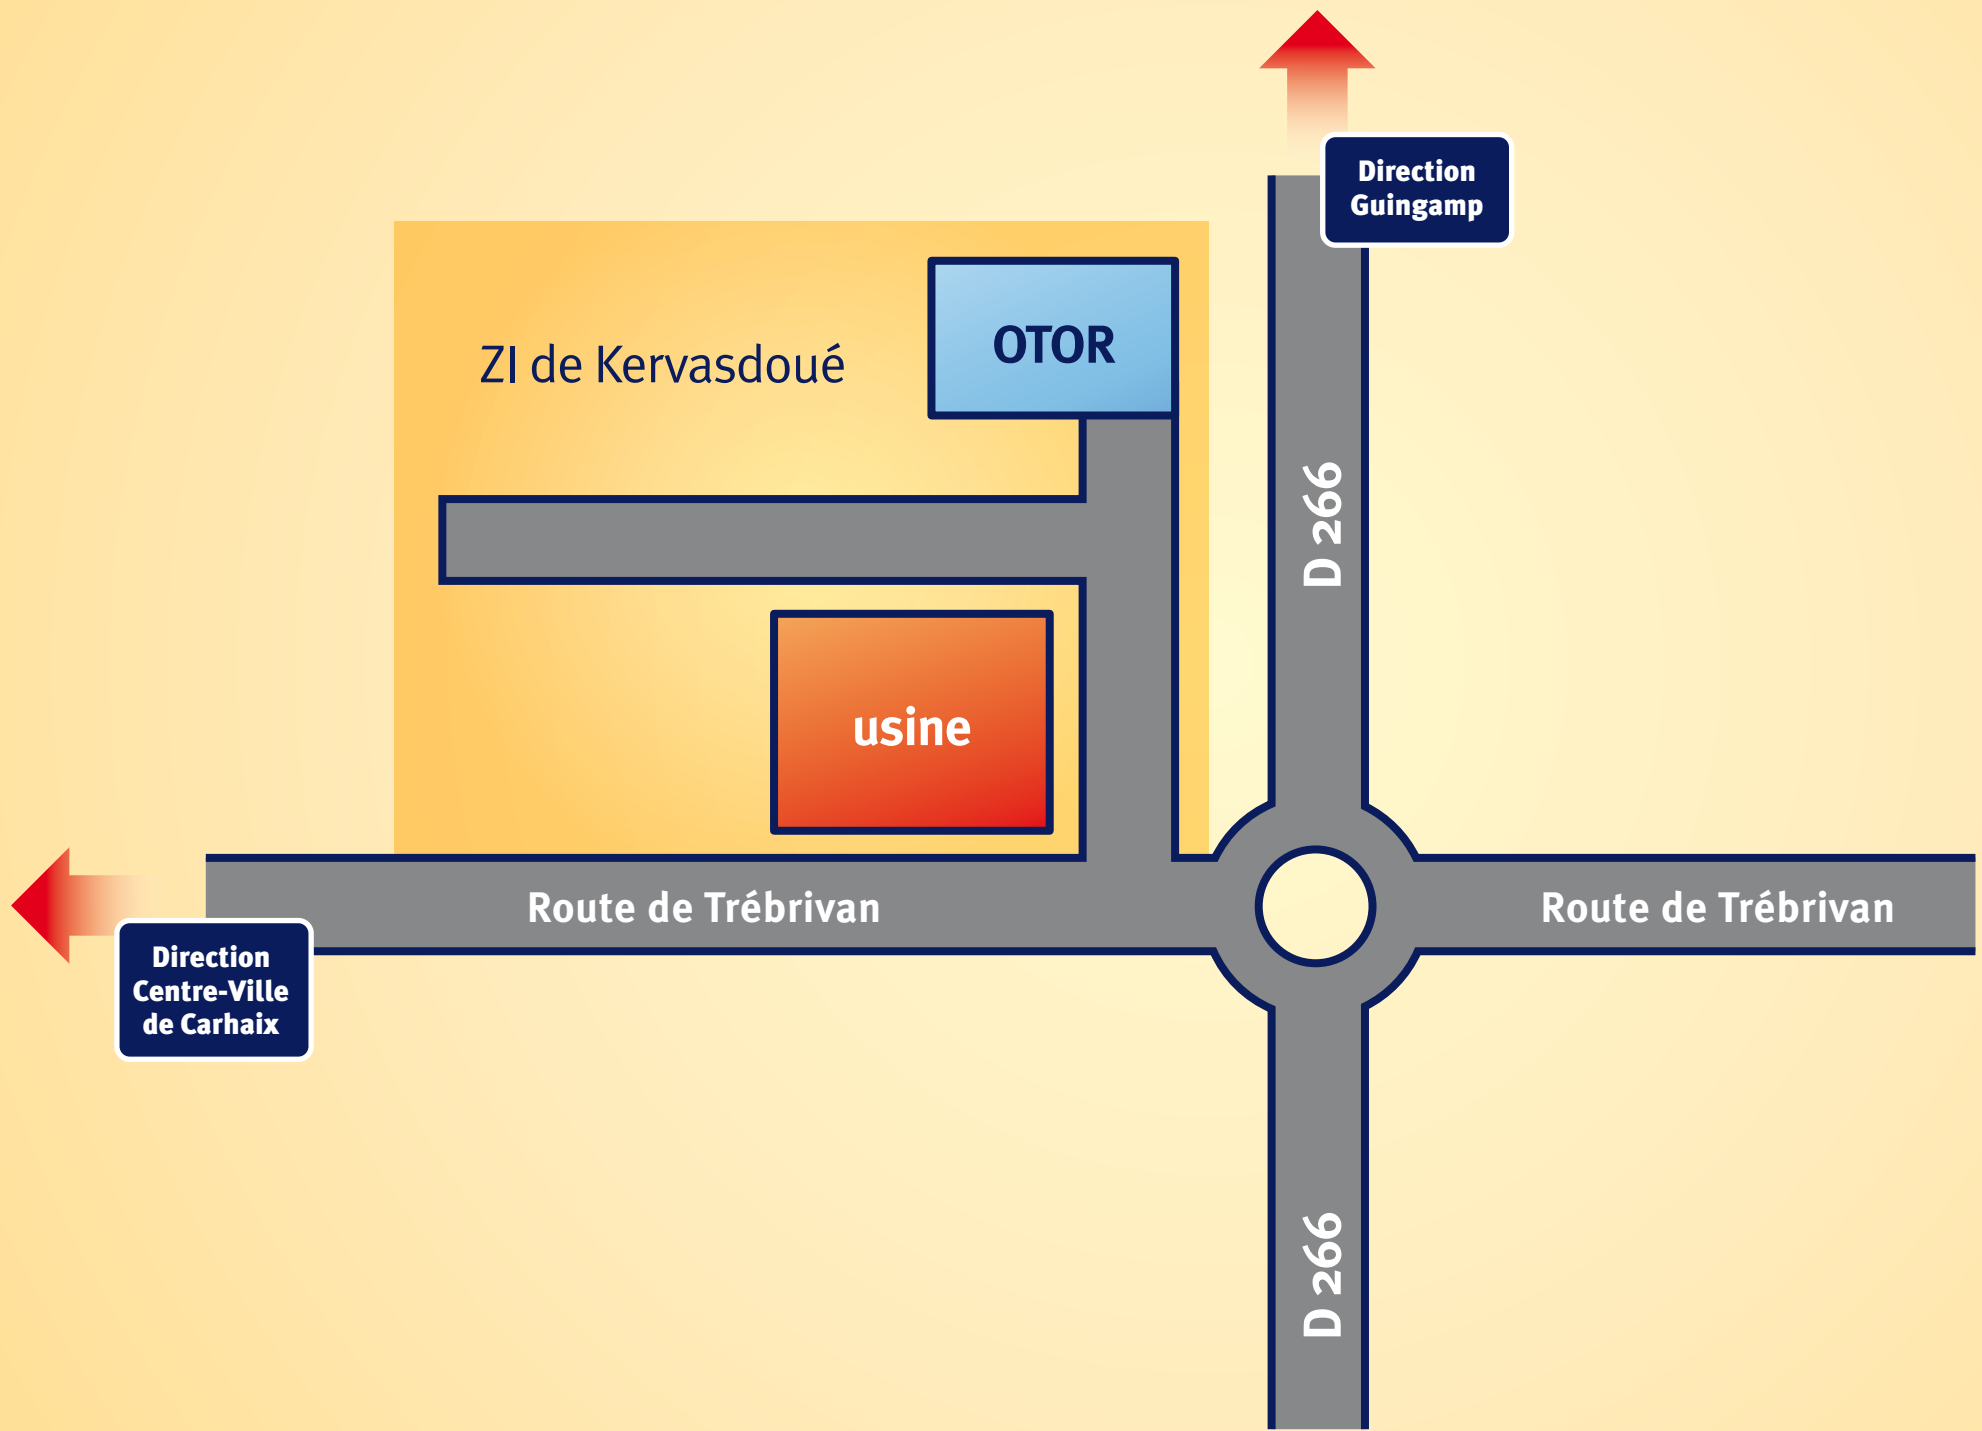 Direction
Guingamp
OTOR
ZI de Kervasdoué
D 266
usine
Route de Trébrivan
Route de Trébrivan
Direction
Centre-Ville
de Carhaix
D 266